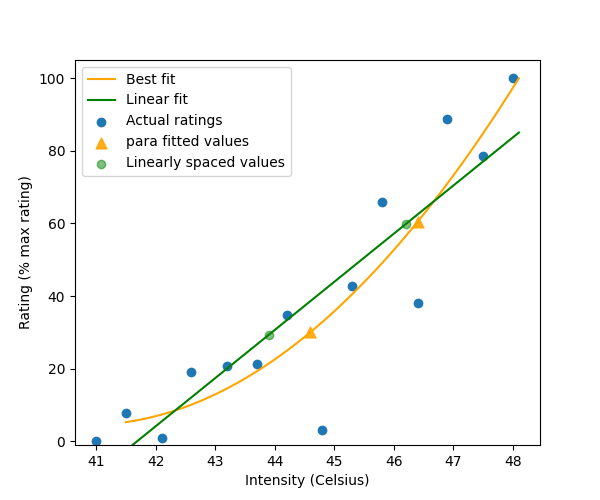 Best fit
Linear fit
Actual ratings
para fitted values
Linearly spaced values
Rating (% max rating)
100
80
60
40
20
0
41 42 43 44 45 46 47 48
Intensity (Celsius)